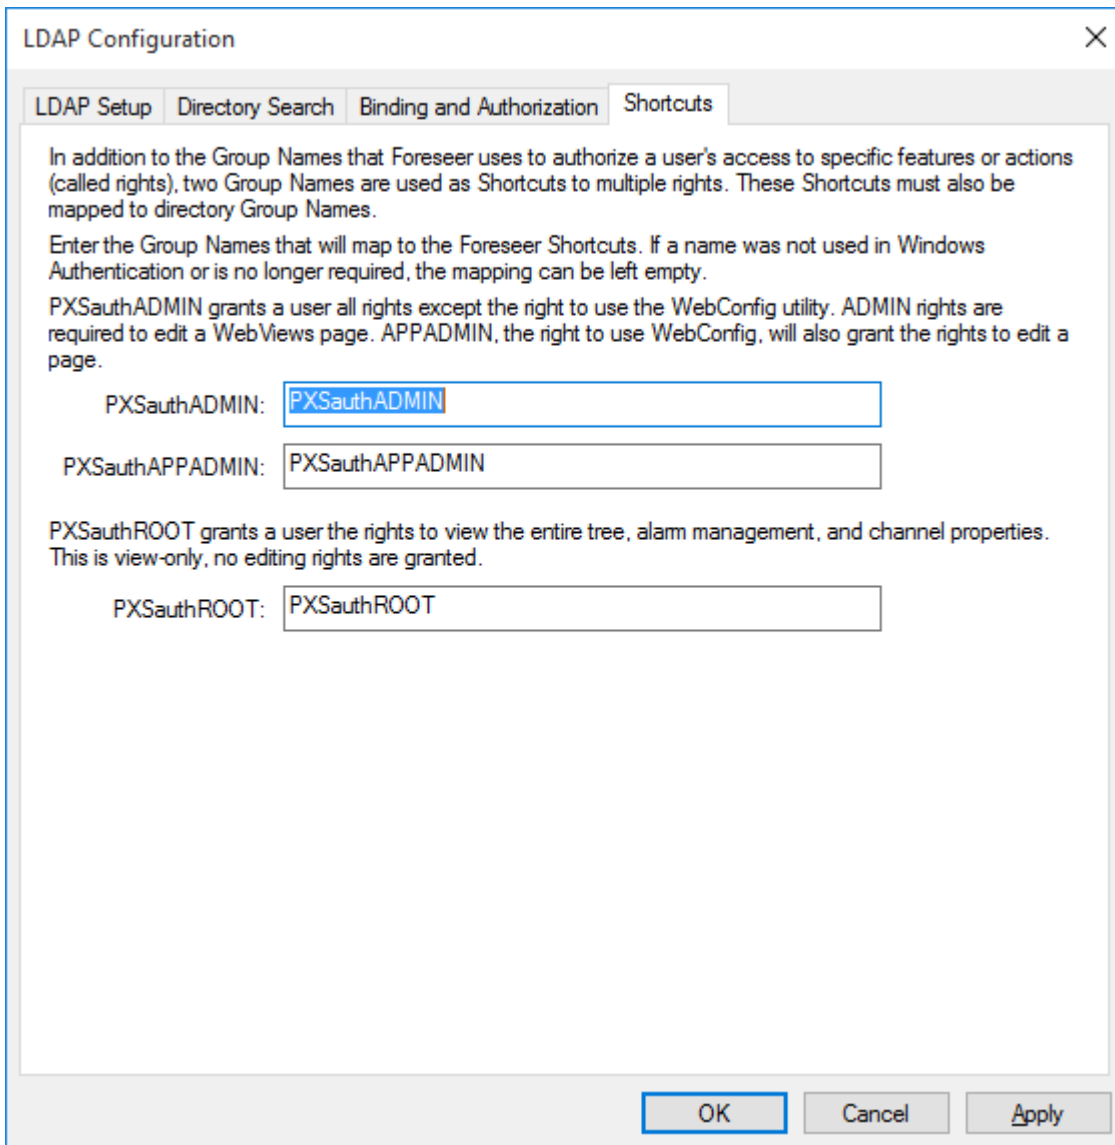 LDAP Configuration
LDAP Setup Directory Search Binding and Authorization Shortcuts
In addition to the Group Names that Foreseer uses to authorize a user's access to specific features or actions
(called rights), two Group Names are used as Shortcuts to multiple rights. These Shortcuts must also be
mapped to directory Group Names.
Enter the Group Names that will map to the Foreseer Shortcuts. If a name was not used in Windows
Authentication or is no longer required, the mapping can be left empty.
PXSauthADMIN grants a user all rights except the right to use the WebConfig utility. ADMIN rights are
required to edit a WebViews page. APPADMIN, the right to use WebConfig, will also grant the rights to edit a
page.
PXSauthADMIN: PXSauthADMIN
PXSauthAPPADMIN: PXSauthAPPADMIN
PXSauthROOT grants a user the rights to view the entire tree, alarm management, and channel properties.
This is view-only, no editing rights are granted.
PXSauthROOT: PXSauthROOT
OK Cancel Apply